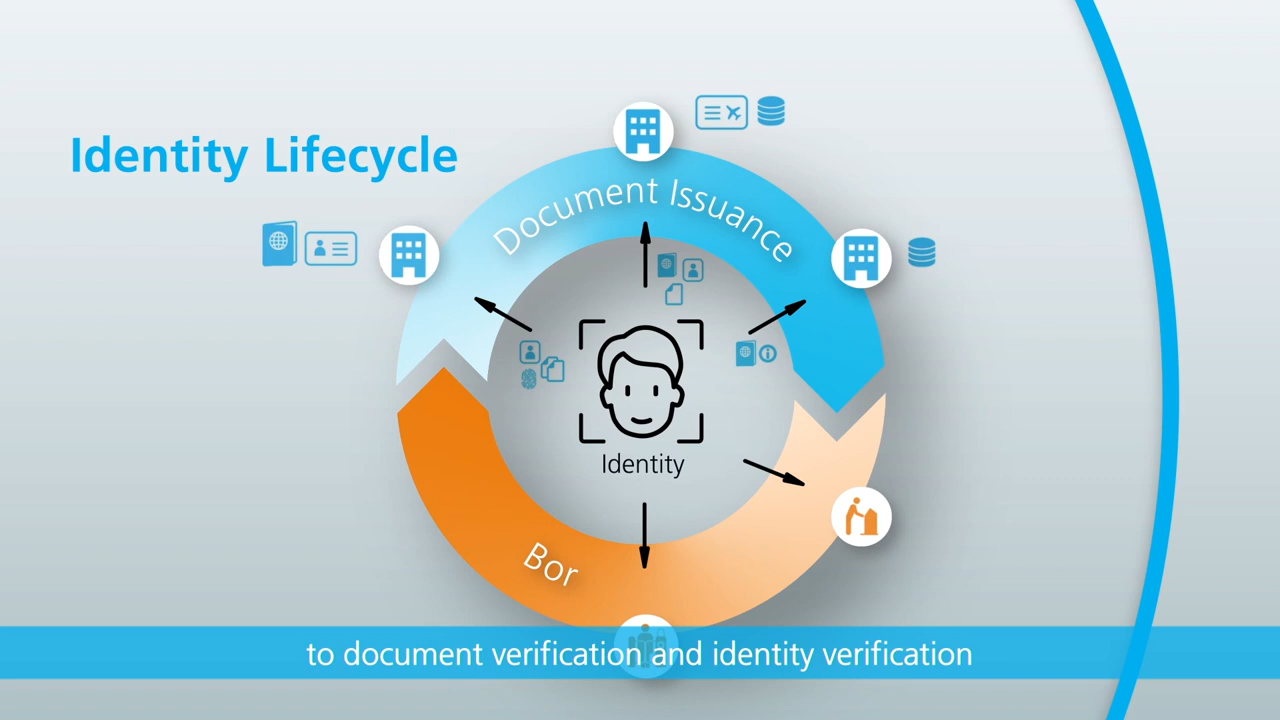 Identity Lifecycle
Document Issuance
Identity
Bor
to document verification and identity verification